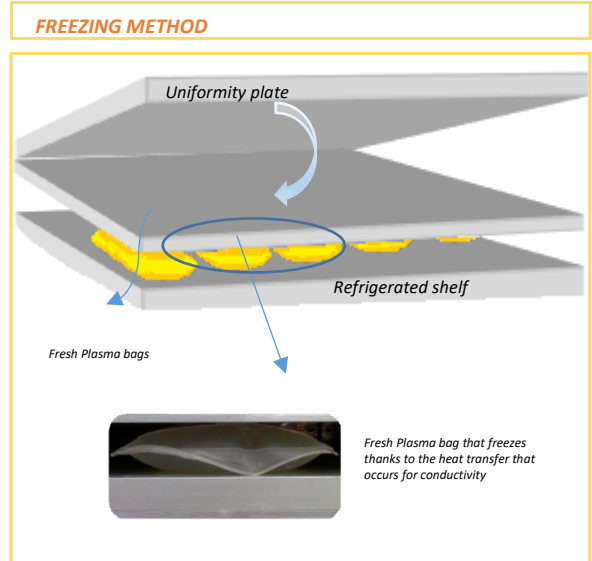 FREEZING METHOD
Uniformity plate
Refrigerated shelf
Fresh Plasma bags
Fresh Plasma bag that freezes
thanks to the heat transfer that
occurs for conductivity